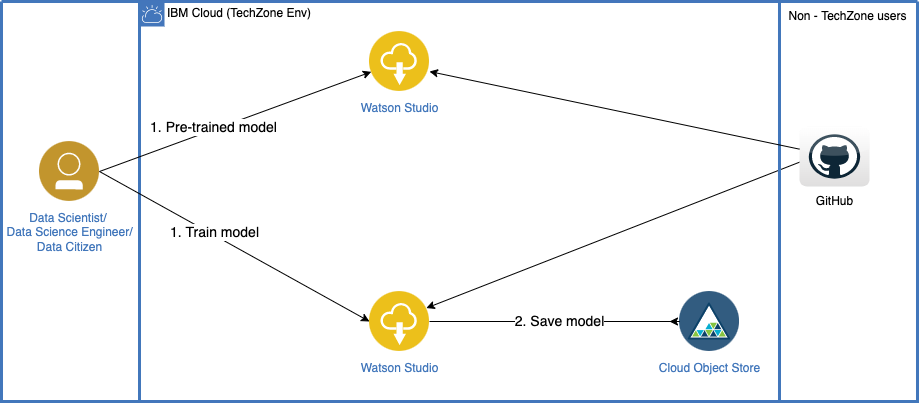 IBM Cloud (TechZone Env)
Non - TechZone users
Watson Studio
1. Pre-trained model
GitHub
Data Scientist/
Data Science Engineer/
Data Citizen
1. Train model
2. Save model
Watson Studio
Cloud Object Store